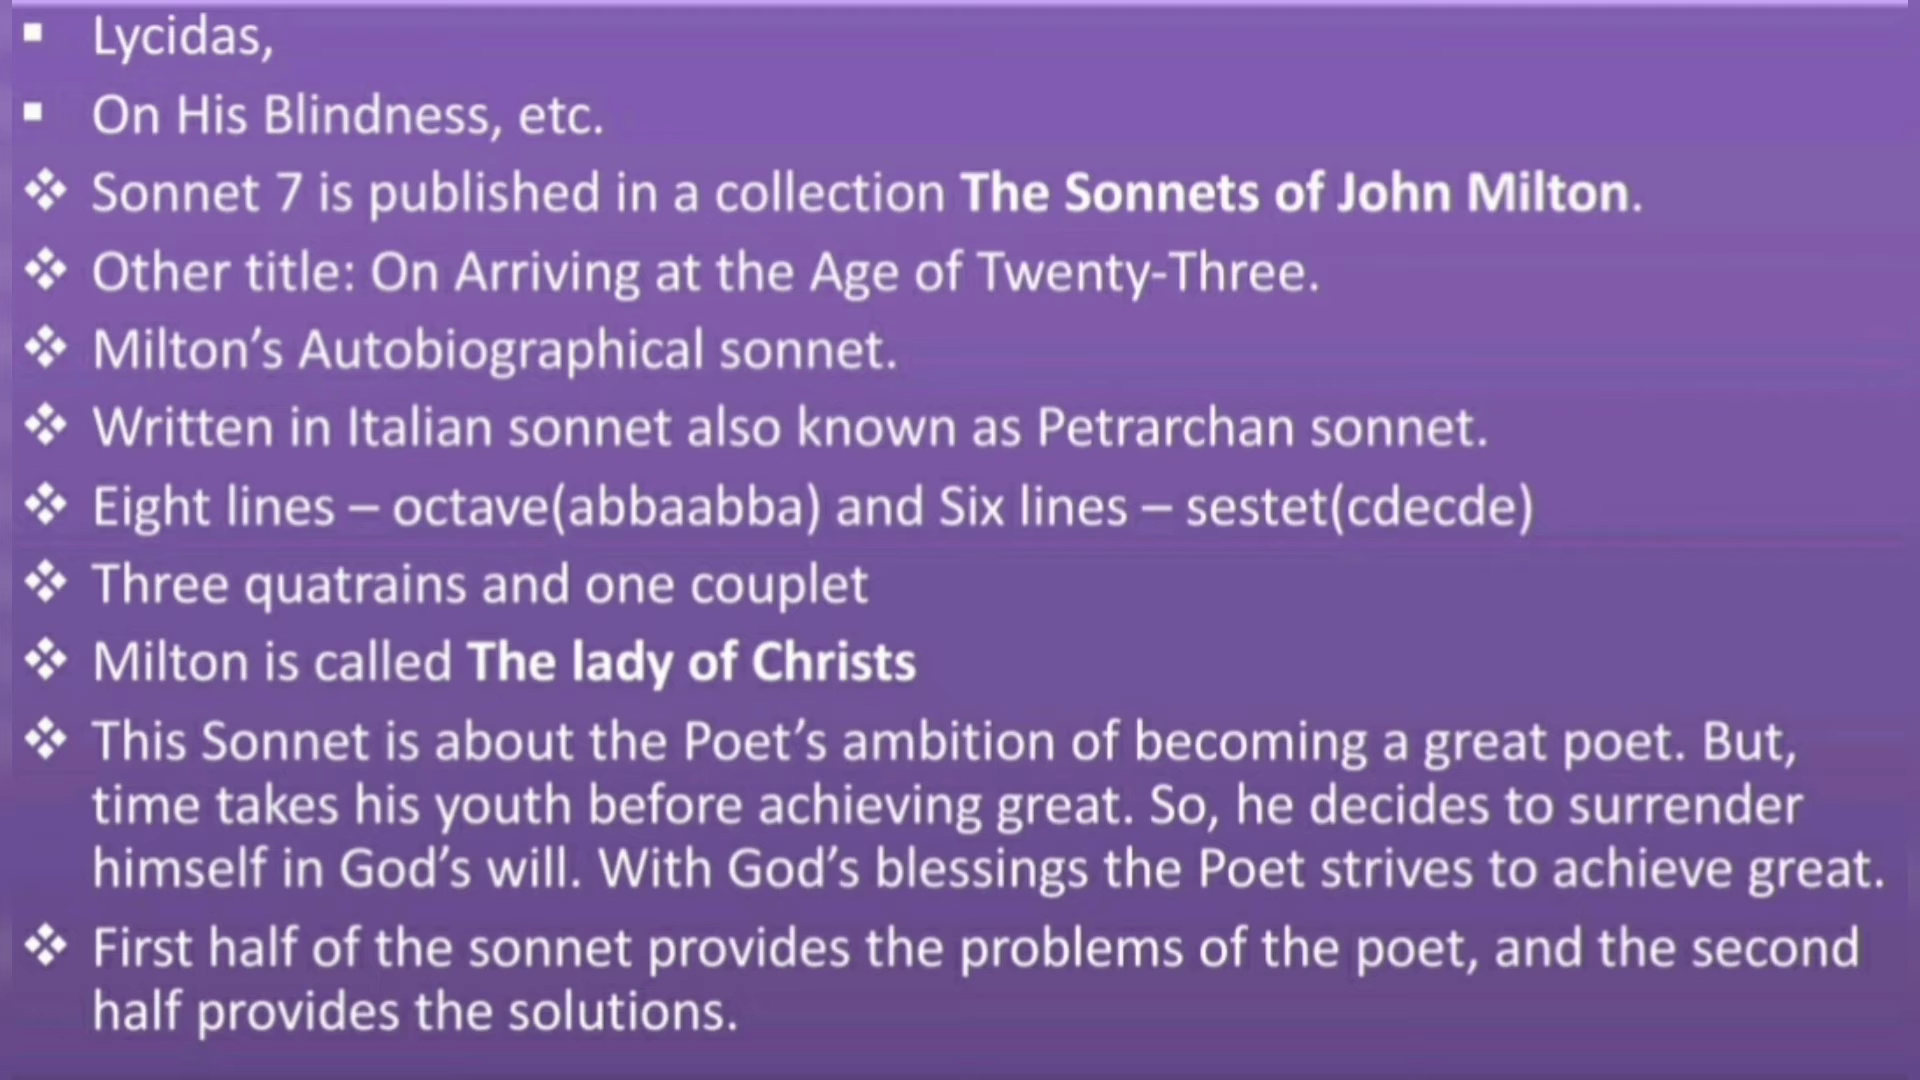 ▪ Lycidas,
▪ On His Blindness, etc.
❖ Sonnet 7 is published in a collection The Sonnets of John Milton.
❖ Other title: On Arriving at the Age of Twenty-Three.
❖ Milton’s Autobiographical sonnet.
❖ Written in Italian sonnet also known as Petrarchan sonnet.
❖ Eight lines – octave(abbaabba) and Six lines – sestet(cdecde)
❖ Three quatrains and one couplet
❖ Milton is called The lady of Christs
❖ This Sonnet is about the Poet’s ambition of becoming a great poet. But,
time takes his youth before achieving great. So, he decides to surrender
himself in God’s will. With God’s blessings the Poet strives to achieve great.
❖ First half of the sonnet provides the problems of the poet, and the second
half provides the solutions.